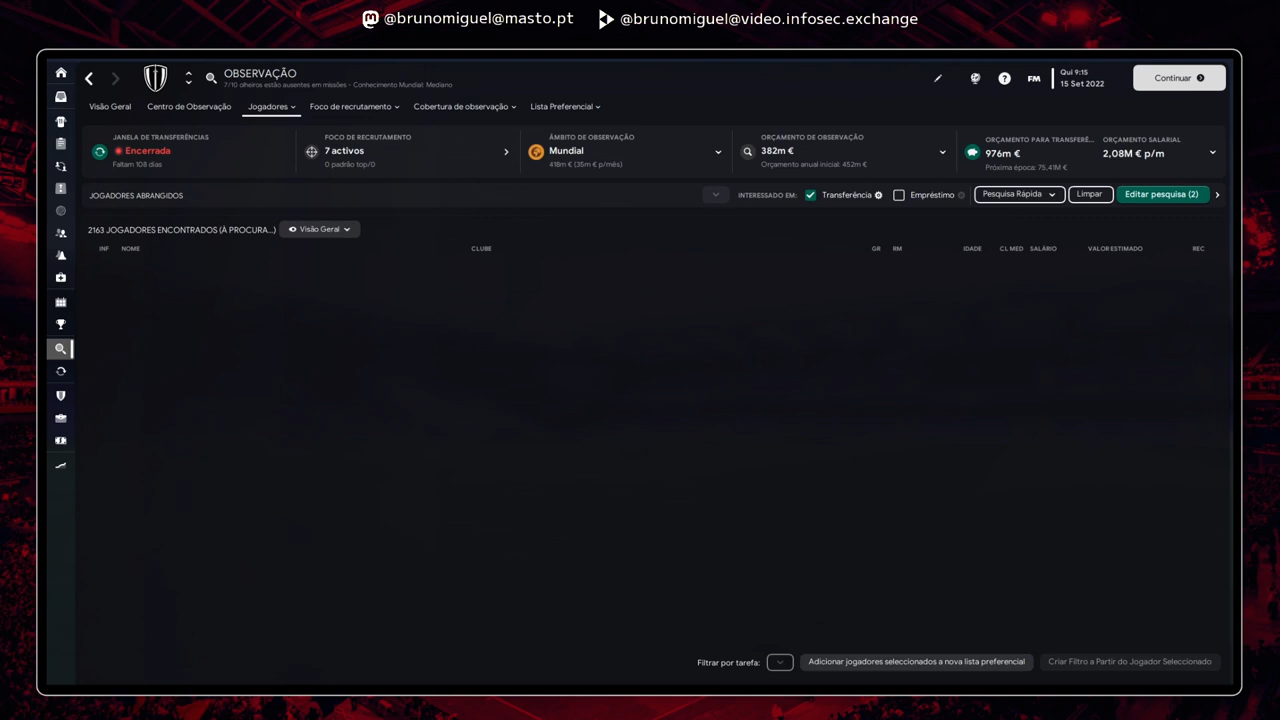 @brunomiguel@masto.pt @brunomiguel@video.infosec.exchange
OBSERVAÇÃO
7/10 olheiros estão ausentes em missões - Conhecimento Mundial: Mediano
FM
Qui 9:15
15 Set 2022
Continuar
Visão Geral Centro de Observação Jogadores Foco de recrutamento Cobertura de observação Lista Preferencial
JANELA DE TRANSFERÊNCIAS
Encerrada
Faltam 108 dias
FOCO DE RECRUTAMENTO
7 activos
0 padrão top/0
ÂMBITO DE OBSERVAÇÃO
Mundial
418m € (35m € p/mês)
ORÇAMENTO DE OBSERVAÇÃO
382m €
Orçamento anual inicial: 452m €
ORÇAMENTO PARA TRANSFERÊ...
976m €
Próxima época: 75,41M €
ORÇAMENTO SALARIAL
2,08M € p/m
JOGADORES ABRANGIDOS
INTERESSADO EM: Transferência Empréstimo Pesquisa Rápida Limpar Editar pesquisa (2)
2163 JOGADORES ENCONTRADOS (À PROCURA...) Visão Geral
INF NOME CLUBE GR RM IDADE CL MED SALÁRIO VALOR ESTIMADO REC
Filtrar por tarefa: Adicionar jogadores seleccionados a nova lista preferencial Criar Filtro a Partir do Jogador Seleccionado